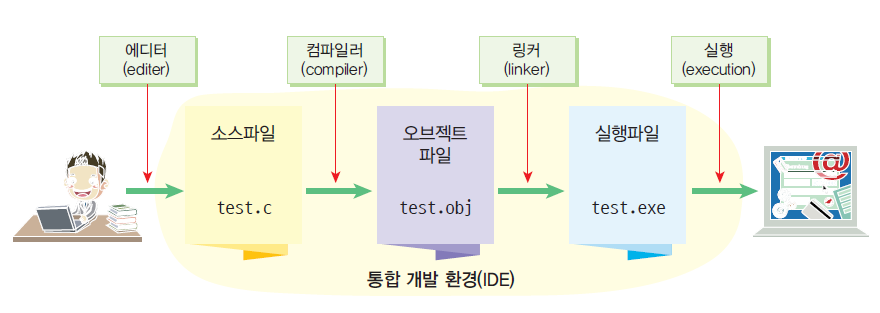 에디터
(editer)
컴파일러
(compiler)
링커
(linker)
실행
(execution)
소스파일
test.c
오브젝트
파일
test.obj
실행파일
test.exe
@
통합 개발 환경(IDE)